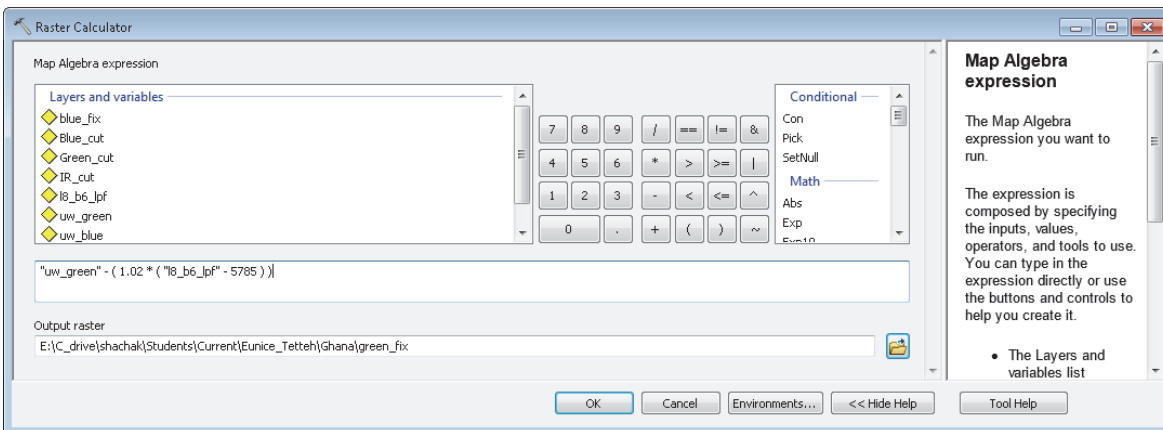 Raster Calculator
Map Algebra expression
Layers and variables
blue_fix
Blue_cut
Green_cut
IR_cut
l8_b6_lpf
uw_green
uw_blue
7 8 9 / == != &
4 5 6 * > >= |
1 2 3 - < <= ^
0 . + ( ) ~
Conditional
Con
Pick
SetNull
Math
Abs
Exp
Exp10
"uw_green" - ( 1.02 * ( "l8_b6_lpf" - 5785 ) )
Output raster
E:\C_drive\shachak\Students\Current\Eunice_Tetteh\Ghana\green_fix
OK Cancel Environments... << Hide Help Tool Help
Map Algebra
expression
The Map Algebra
expression you want to
run.
The expression is
composed by specifying
the inputs, values,
operators, and tools to use.
You can type in the
expression directly or use
the buttons and controls to
help you create it.
• The Layers and
variables list